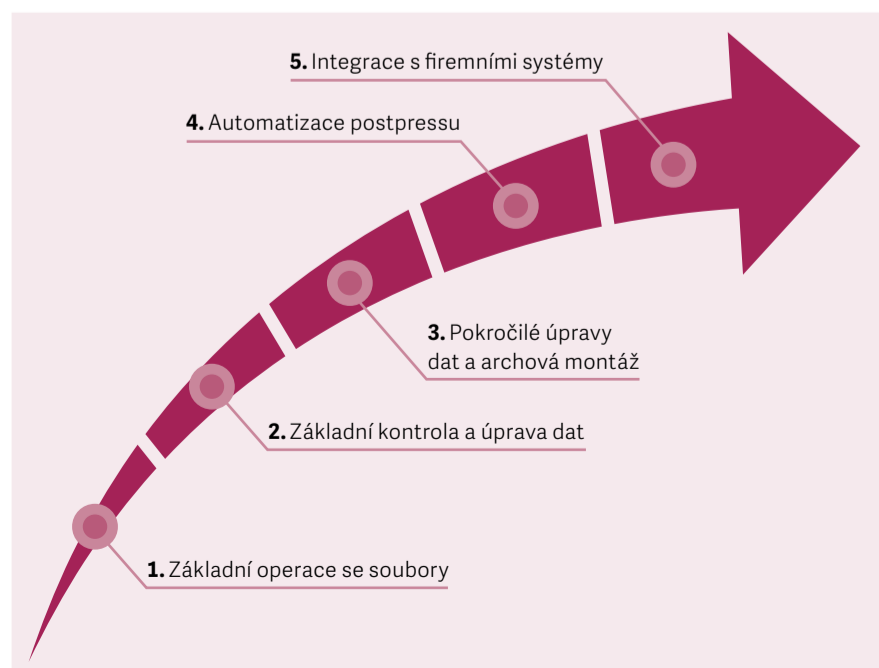 5. Integrace s firemními systémy
4. Automatizace postpressu
3. Pokročilé úpravy
dat a archová montáž
2. Základní kontrola a úprava dat
1. Základní operace se soubory